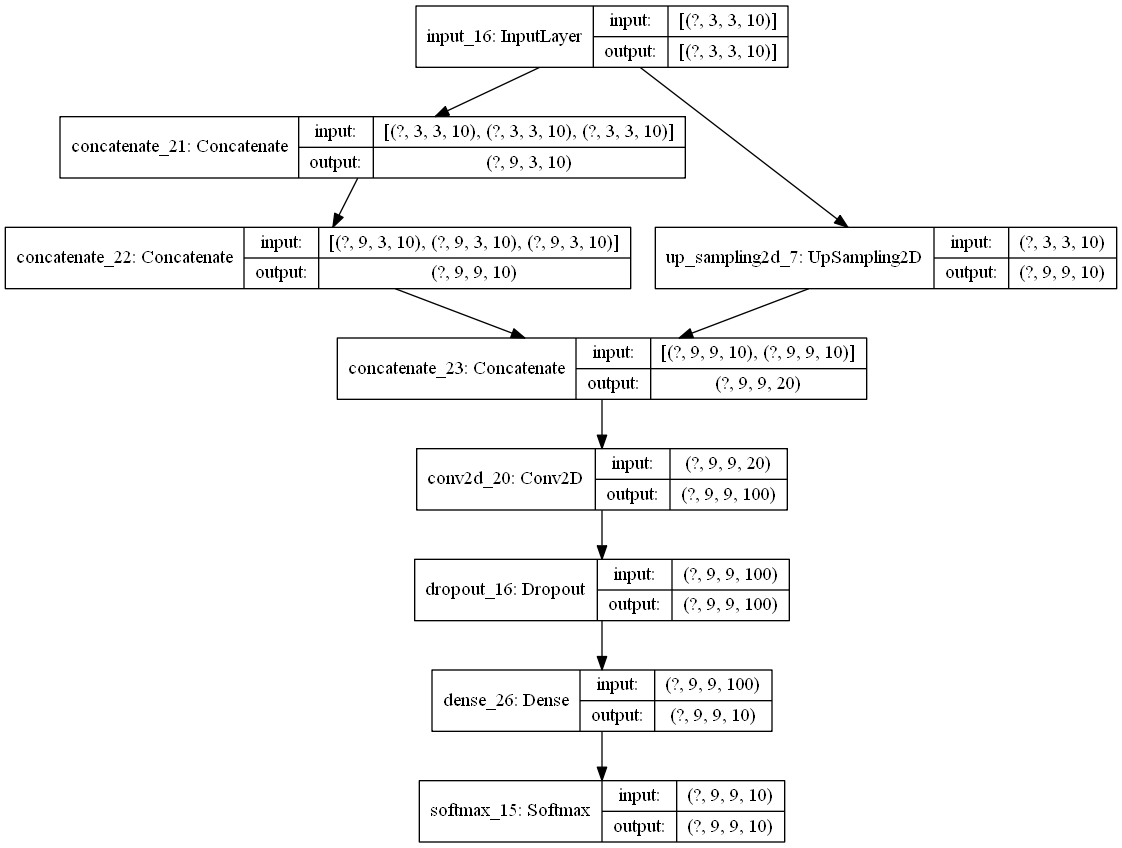 input_16: InputLayer
input: [(?, 3, 3, 10)]
output: [(?, 3, 3, 10)]
concatenate_21: Concatenate
input: [(?, 3, 3, 10), (?, 3, 3, 10), (?, 3, 3, 10)]
output: (?, 9, 3, 10)
concatenate_22: Concatenate
input: [(?, 9, 3, 10), (?, 9, 3, 10), (?, 9, 3, 10)]
output: (?, 9, 9, 10)
up_sampling2d_7: UpSampling2D
input: (?, 3, 3, 10)
output: (?, 9, 9, 10)
concatenate_23: Concatenate
input: [(?, 9, 9, 10), (?, 9, 9, 10)]
output: (?, 9, 9, 20)
conv2d_20: Conv2D
input: (?, 9, 9, 20)
output: (?, 9, 9, 100)
dropout_16: Dropout
input: (?, 9, 9, 100)
output: (?, 9, 9, 100)
dense_26: Dense
input: (?, 9, 9, 100)
output: (?, 9, 9, 10)
softmax_15: Softmax
input: (?, 9, 9, 10)
output: (?, 9, 9, 10)